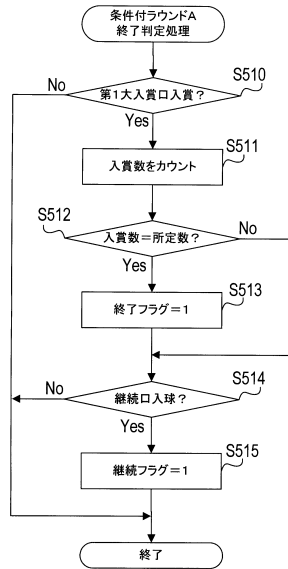 条件付ラウンドA
終了判定処理
S510
No
第1大入賞口入賞?
Yes
S511
入賞数をカウント
S512
入賞数=所定数?
No
Yes
S513
終了フラグ=1
S514
No
継続口入球?
Yes
S515
継続フラグ=1
終了